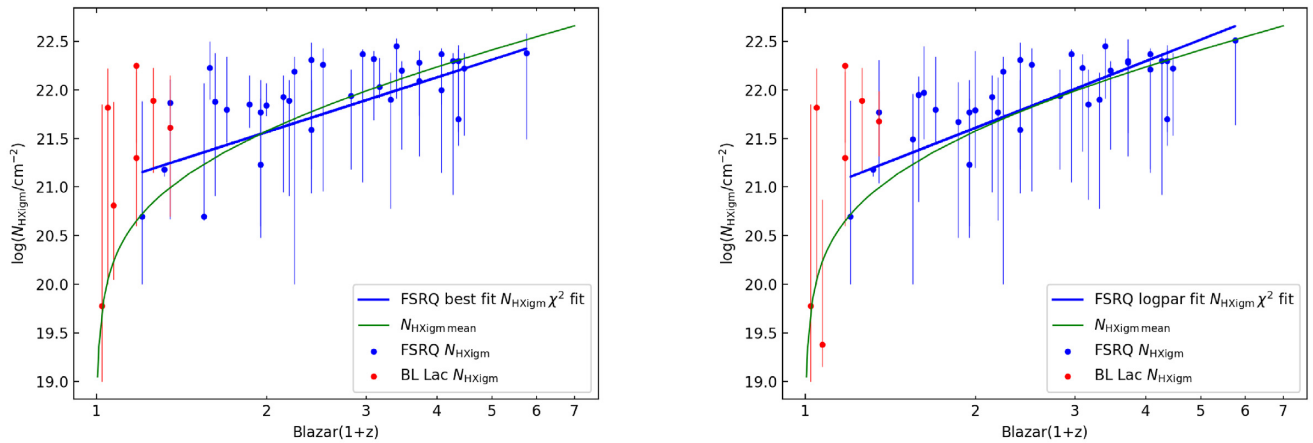 22.5
22.0
21.5
21.0
20.5
20.0
19.5
19.0
log(N_HXigm/cm⁻²)
FSRQ best fit N_HXigm χ² fit
N_HXigm mean
FSRQ N_HXigm
BL Lac N_HXigm
1 2 3 4 5 6 7
Blazar(1+z)
22.5
22.0
21.5
21.0
20.5
20.0
19.5
19.0
log(N_HXigm/cm⁻²)
FSRQ logpar fit N_HXigm χ² fit
N_HXigm mean
FSRQ N_HXigm
BL Lac N_HXigm
1 2 3 4 5 6 7
Blazar(1+z)